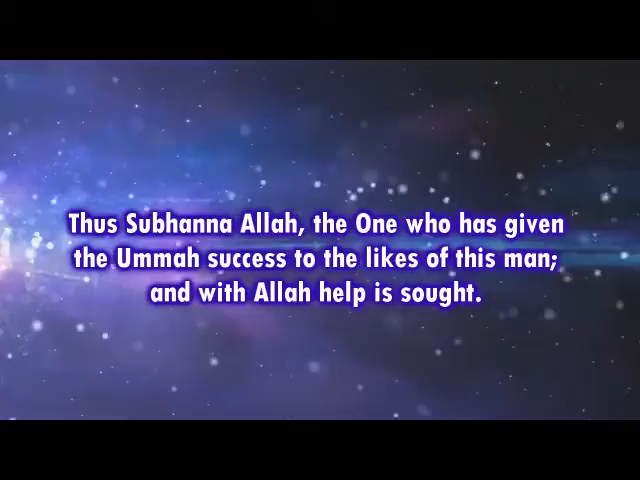 Thus Subhanna Allah, the One who has given
the Ummah success to the likes of this man;
and with Allah help is sought.